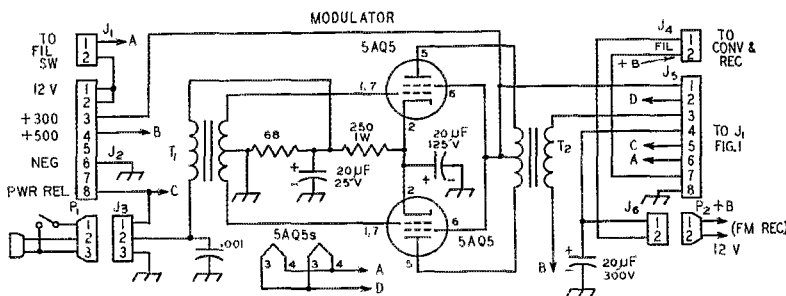 MODULATOR
J1
TO
FIL
SW
1
2
A
12 V
+300
+500
NEG
PWR REL
1
2
3
4
5
6
7
8
B
J2
C
P1
J3
1
2
3
1
2
3
.001
T1
68
20µF
25V
250
1W
5AQ5
5
1,7
6
2
20µF
125V
2
1,7
6
5
5AQ5
5AQ5s
3 4 3 4
A
D
T2
B
J4
1
2
FIL
+B
TO
CONV &
REC
J5
1
2
3
4
5
6
7
8
D
C
A
TO J1
FIG.1
J6
1
2
P2
1
2
+B
(FM REC)
12 V
20µF
300V